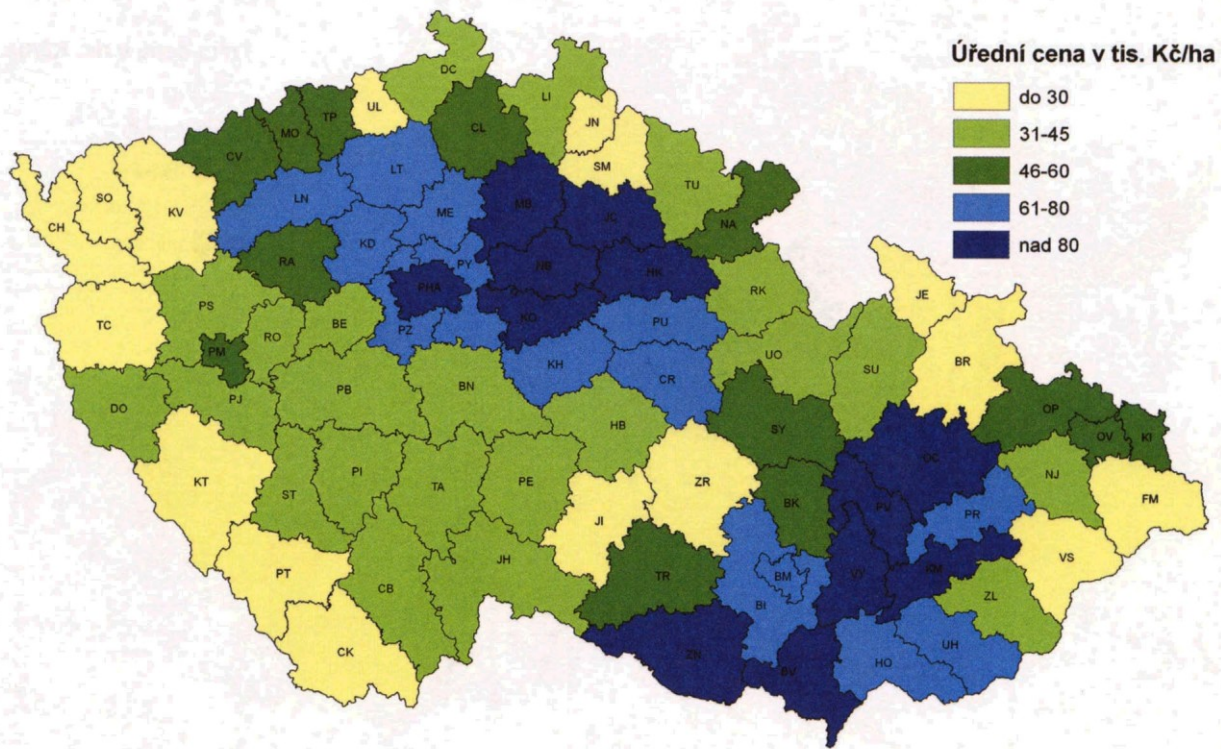 Úřední cena v tis. Kč/ha
do 30
31-45
46-60
61-80
nad 80
DC
LI
UL
TP
JN
MO
CL
CV
SM
LT
TU
SO
KV
LN
MB
JC
CH
ME
NA
KD
RA
PY
NB
HK
PHA
RK
JE
PS
KO
TC
BE
PZ
PU
RO
PM
KH
UO
BR
CR
SU
PB
BN
DO
PJ
HB
SY
OP
OV
KI
OC
PI
TA
PE
KT
ST
ZR
NJ
BK
FM
PV
PR
JI
VS
JH
TR
BM
VY
KM
PT
CB
BI
ZL
UH
CK
ZN
HO
BV